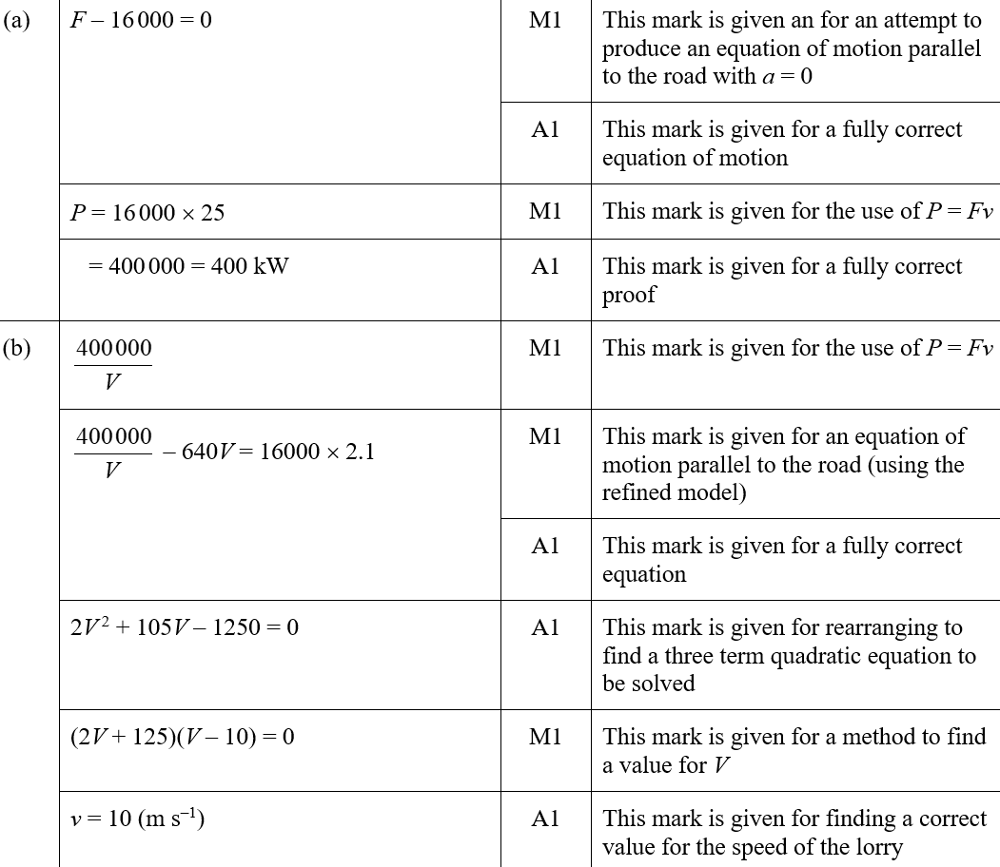 (a) F – 16 000 = 0 M1 This mark is given an for an attempt to
produce an equation of motion parallel
to the road with a = 0
A1 This mark is given for a fully correct
equation of motion
P = 16 000 × 25 M1 This mark is given for the use of P = Fv
= 400 000 = 400 kW A1 This mark is given for a fully correct
proof
(b) 400 000 M1 This mark is given for the use of P = Fv
V
400 000 M1 This mark is given for an equation of
V – 640V = 16000 × 2.1 motion parallel to the road (using the
refined model)
A1 This mark is given for a fully correct
equation
2V² + 105V – 1250 = 0 A1 This mark is given for rearranging to
find a three term quadratic equation to
be solved
(2V + 125)(V – 10) = 0 M1 This mark is given for a method to find
a value for V
v = 10 (m s⁻¹) A1 This mark is given for finding a correct
value for the speed of the lorry